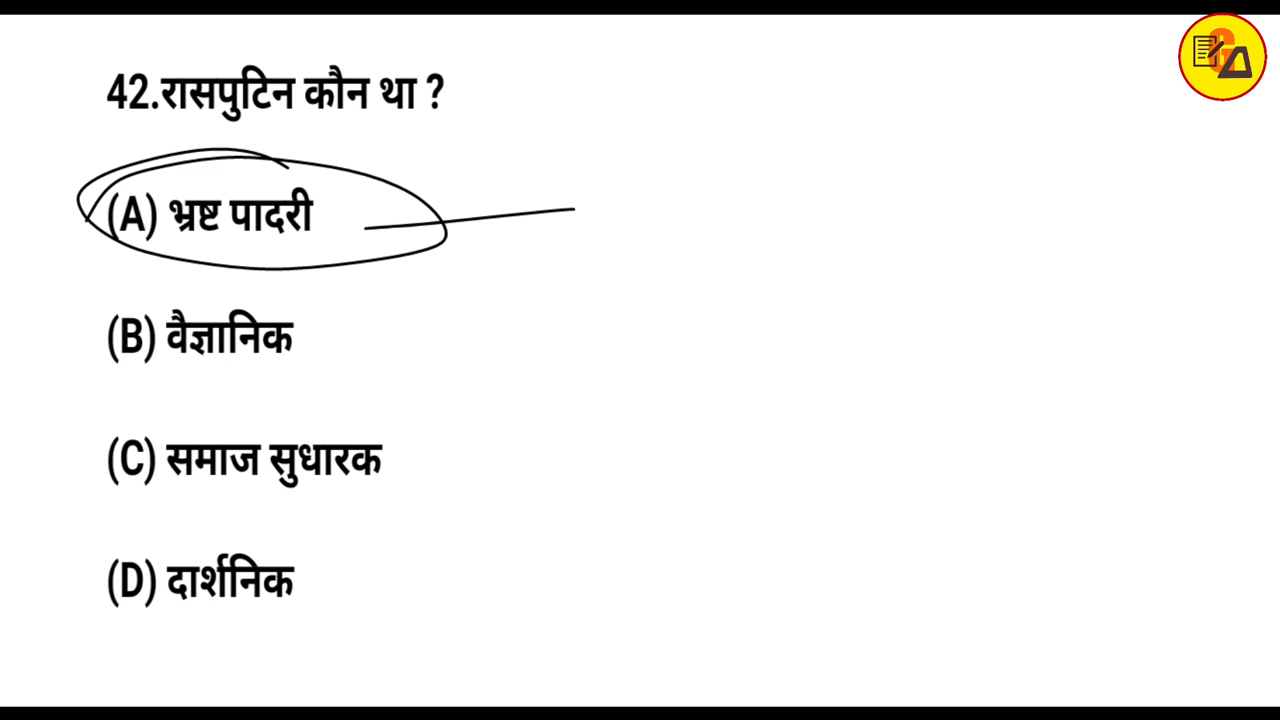 42.रासपुटिन कौन था ?
(A) भ्रष्ट पादरी
(B) वैज्ञानिक
(C) समाज सुधारक
(D) दार्शनिक